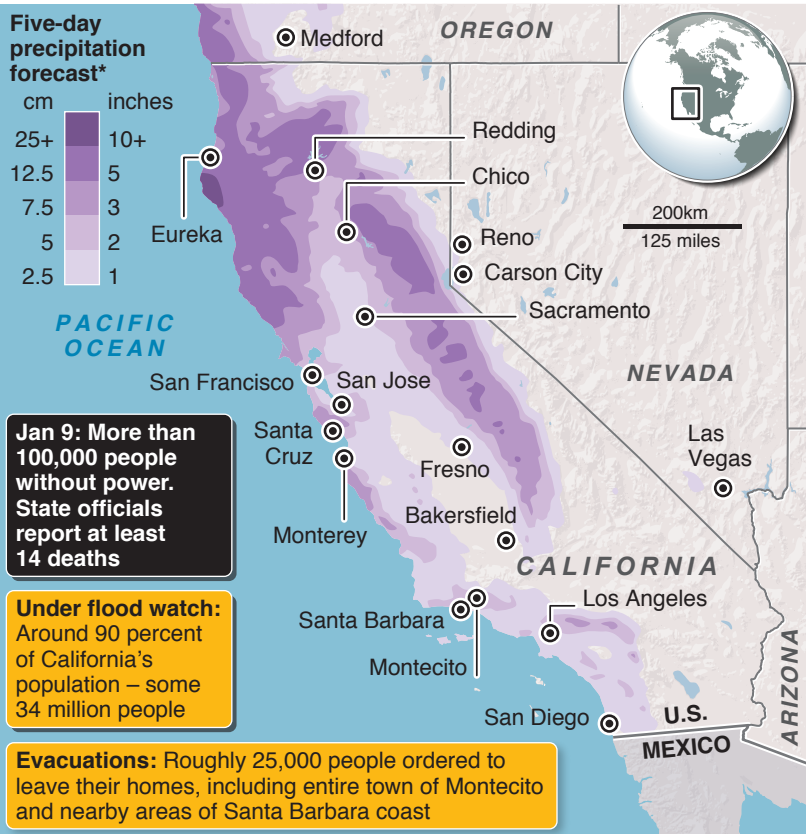 Five-day
precipitation
forecast*
cm inches
25+ 10+
12.5 5
7.5 3
5 2
2.5 1
Medford
OREGON
Redding
Chico
Eureka
Reno
Carson City
Sacramento
200km
125 miles
PACIFIC
OCEAN
NEVADA
San Francisco
San Jose
Santa
Cruz
Monterey
Fresno
Bakersfield
Las
Vegas
CALIFORNIA
Los Angeles
Santa Barbara
Montecito
San Diego
ARIZONA
U.S.
MEXICO
Jan 9: More than
100,000 people
without power.
State officials
report at least
14 deaths
Under flood watch:
Around 90 percent
of California’s
population – some
34 million people
Evacuations: Roughly 25,000 people ordered to
leave their homes, including entire town of Montecito
and nearby areas of Santa Barbara coast